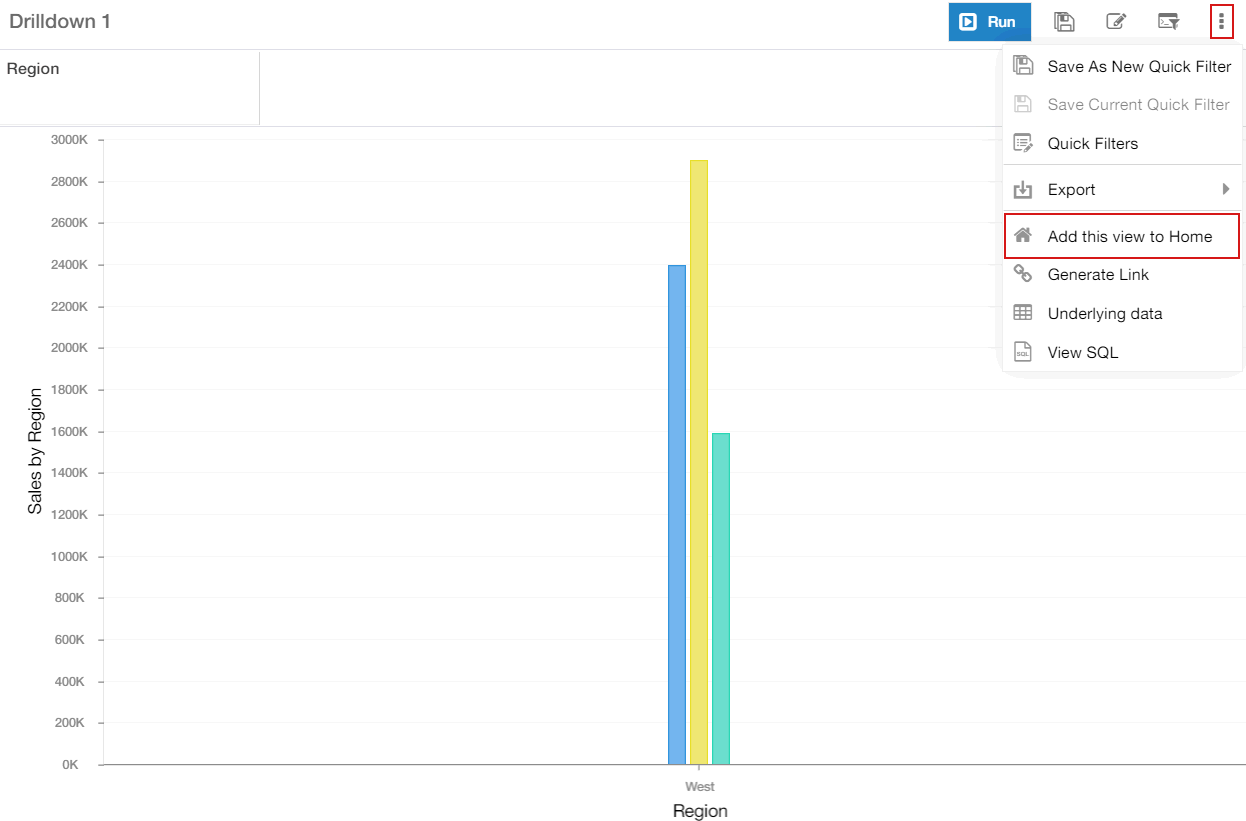 Drilldown 1
Run
Region
Save As New Quick Filter
Save Current Quick Filter
Quick Filters
Export
Add this view to Home
Generate Link
Underlying data
SQL
View SQL
3000K
2800K
2600K
2400K
2200K
2000K
1800K
1600K
1400K
1200K
1000K
800K
600K
400K
200K
0K
Sales by Region
West
Region